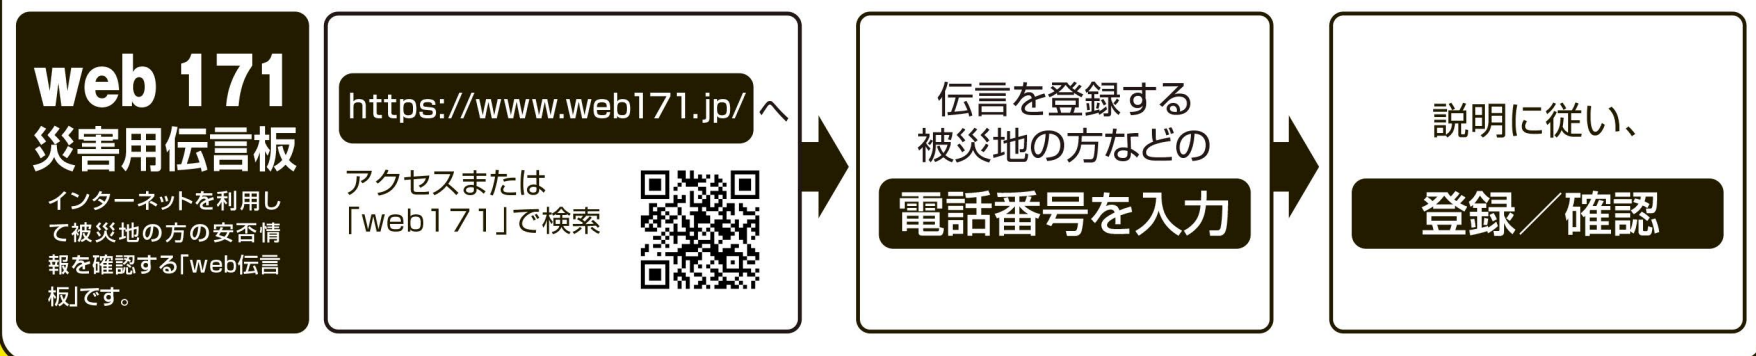 web 171
災害用伝言板
インターネットを利用し
て被災地の方の安否情
報を確認する「web伝言
板」です。
https://www.web171.jp/へ
アクセスまたは
「web171」で検索
伝言を登録する
被災地の方などの
電話番号を入力
説明に従い、
登録／確認